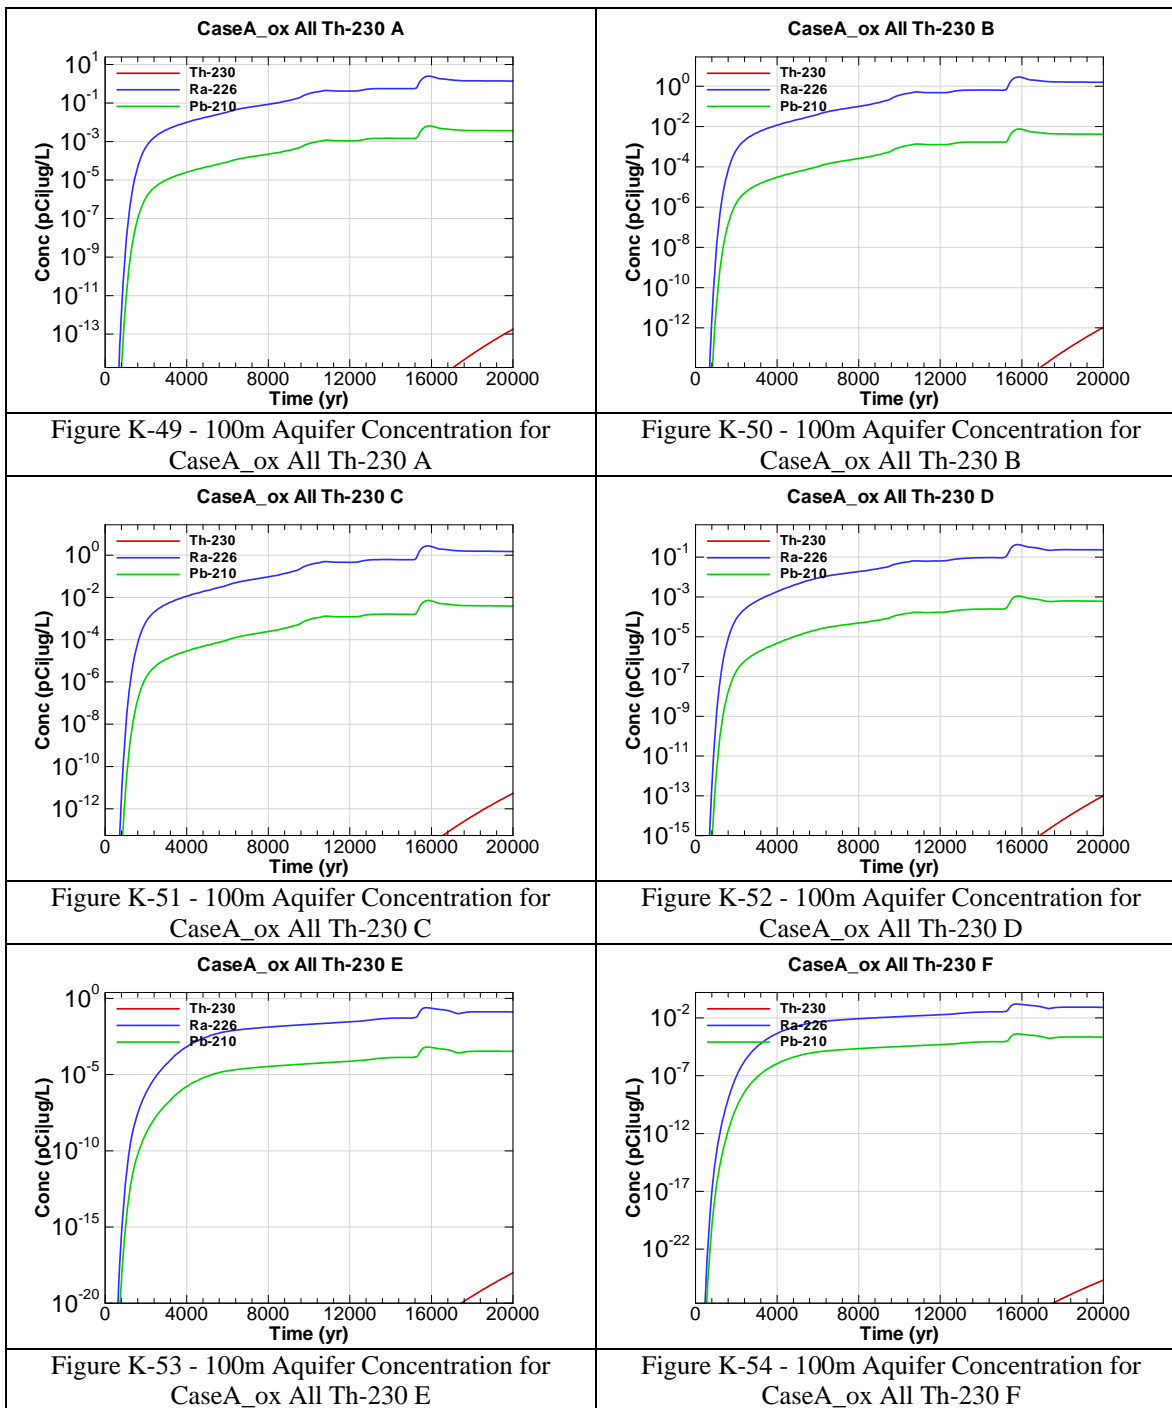 CaseA_ox All Th-230 A
Th-230
Ra-226
Pb-210
Conc (pCi|ug/L)
10^1
10^-1
10^-3
10^-5
10^-7
10^-9
10^-11
10^-13
0 4000 8000 12000 16000 20000
Time (yr)
Figure K-49 - 100m Aquifer Concentration for
CaseA_ox All Th-230 A
CaseA_ox All Th-230 B
Th-230
Ra-226
Pb-210
Conc (pCi|ug/L)
10^0
10^-2
10^-4
10^-6
10^-8
10^-10
10^-12
0 4000 8000 12000 16000 20000
Time (yr)
Figure K-50 - 100m Aquifer Concentration for
CaseA_ox All Th-230 B
CaseA_ox All Th-230 C
Th-230
Ra-226
Pb-210
Conc (pCi|ug/L)
10^0
10^-2
10^-4
10^-6
10^-8
10^-10
10^-12
0 4000 8000 12000 16000 20000
Time (yr)
Figure K-51 - 100m Aquifer Concentration for
CaseA_ox All Th-230 C
CaseA_ox All Th-230 D
Th-230
Ra-226
Pb-210
Conc (pCi|ug/L)
10^-1
10^-3
10^-5
10^-7
10^-9
10^-11
10^-13
10^-15
0 4000 8000 12000 16000 20000
Time (yr)
Figure K-52 - 100m Aquifer Concentration for
CaseA_ox All Th-230 D
CaseA_ox All Th-230 E
Th-230
Ra-226
Pb-210
Conc (pCi|ug/L)
10^0
10^-5
10^-10
10^-15
10^-20
0 4000 8000 12000 16000 20000
Time (yr)
Figure K-53 - 100m Aquifer Concentration for
CaseA_ox All Th-230 E
CaseA_ox All Th-230 F
Th-230
Ra-226
Pb-210
Conc (pCi|ug/L)
10^-2
10^-7
10^-12
10^-17
10^-22
0 4000 8000 12000 16000 20000
Time (yr)
Figure K-54 - 100m Aquifer Concentration for
CaseA_ox All Th-230 F